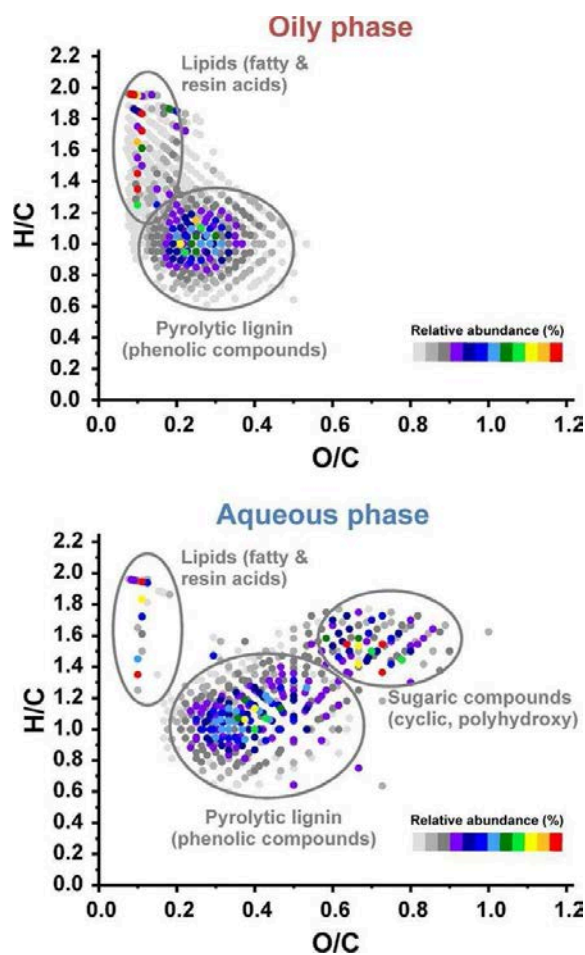 Oily phase
Lipids (fatty &
resin acids)
2.2
2.0
1.8
1.6
1.4
1.2
1.0
0.8
0.6
0.4
0.2
0.0
H/C
Pyrolytic lignin
(phenolic compounds)
Relative abundance (%)
0.0 0.2 0.4 0.6 0.8 1.0 1.2
O/C
Aqueous phase
Lipids (fatty &
resin acids)
2.2
2.0
1.8
1.6
1.4
1.2
1.0
0.8
0.6
0.4
0.2
0.0
H/C
Sugaric compounds
(cyclic, polyhydroxy)
Pyrolytic lignin
(phenolic compounds)
Relative abundance (%)
0.0 0.2 0.4 0.6 0.8 1.0 1.2
O/C